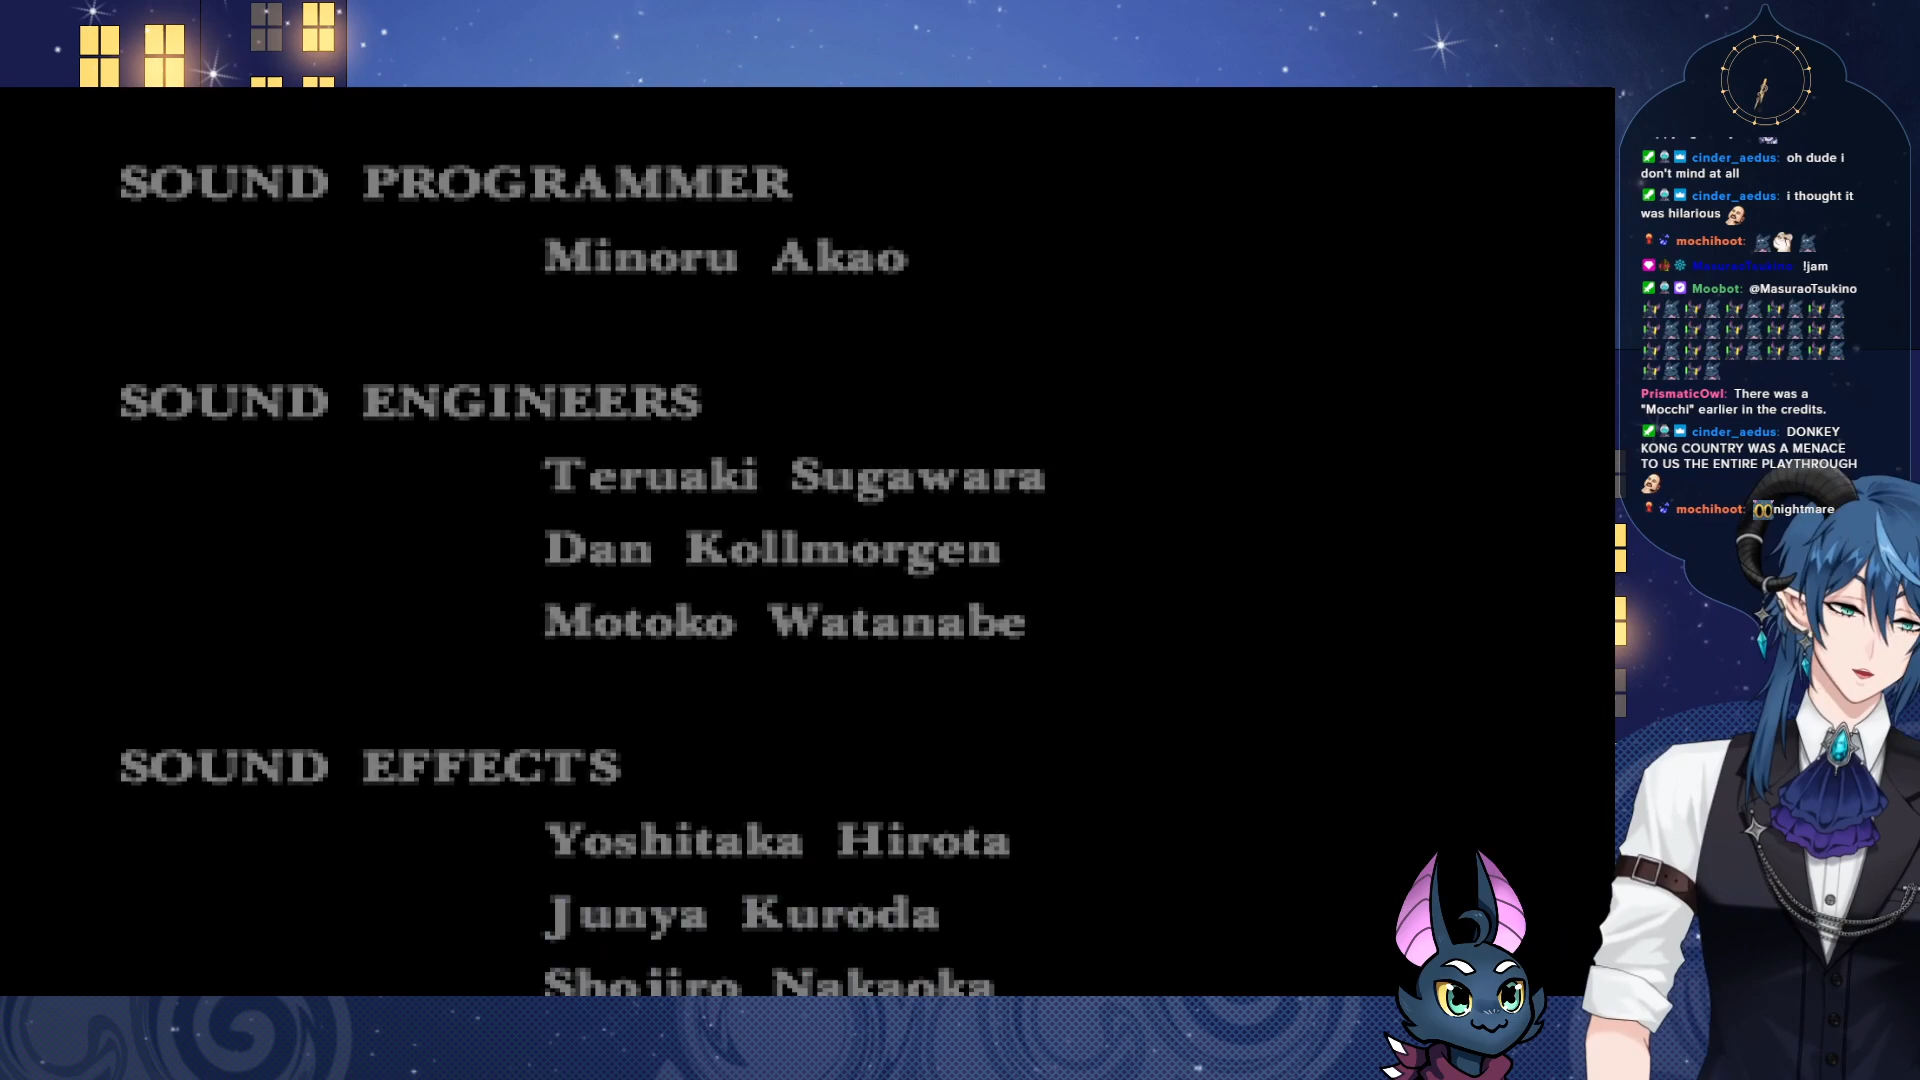 SOUND PROGRAMMER
Minoru Akao
SOUND ENGINEERS
Teruaki Sugawara
Dan Kollmorgen
Motoko Watanabe
SOUND EFFECTS
Yoshitaka Hirota
Junya Kuroda
Shojiro Nakaoka
cinder_aedus: oh dude i
don't mind at all
cinder_aedus: i thought it
was hilarious
mochihoot:
MasuraoTsukino: !jam
Moobot: @MasuraoTsukino
PrismaticOwl: There was a
"Mocchi" earlier in the credits.
cinder_aedus: DONKEY
KONG COUNTRY WAS A MENACE
TO US THE ENTIRE PLAYTHROUGH
mochihoot: nightmare